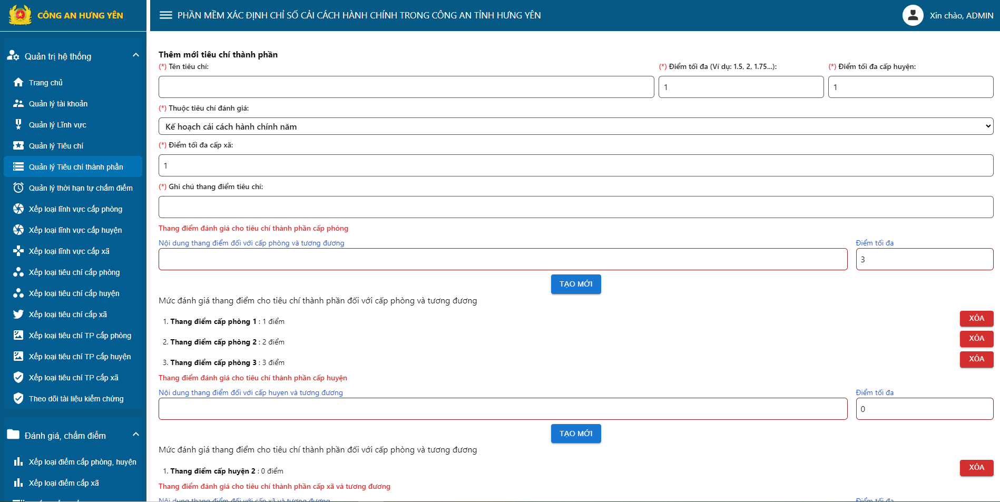 CÔNG AN HƯNG YÊN
PHẦN MỀM XÁC ĐỊNH CHỈ SỐ CẢI CÁCH HÀNH CHÍNH TRONG CÔNG AN TỈNH HƯNG YÊN
Xin chào, ADMIN
Quản trị hệ thống
Trang chủ
Quản lý tài khoản
Quản lý Lĩnh vực
Quản lý Tiêu chí
Quản lý Tiêu chí thành phần
Quản lý thời hạn tự chấm điểm
Xếp loại lĩnh vực cấp phòng
Xếp loại lĩnh vực cấp huyện
Xếp loại lĩnh vực cấp xã
Xếp loại tiêu chí cấp phòng
Xếp loại tiêu chí cấp huyện
Xếp loại tiêu chí cấp xã
Xếp loại tiêu chí TP cấp phòng
Xếp loại tiêu chí TP cấp huyện
Xếp loại tiêu chí TP cấp xã
Theo dõi tài liệu kiểm chứng
Đánh giá, chấm điểm
Xếp loại điểm cấp phòng, huyện
Xếp loại điểm cấp xã
Thêm mới tiêu chí thành phần
(*) Tên tiêu chí:
(*) Điểm tối đa (Ví dụ: 1.5, 2, 1.75...):
(*) Điểm tối đa cấp huyện:
1
1
(*) Thuộc tiêu chí đánh giá:
Kế hoạch cải cách hành chính năm
(*) Điểm tối đa cấp xã:
1
(*) Ghi chú thang điểm tiêu chí:
Thang điểm đánh giá cho tiêu chí thành phần cấp phòng
Nội dung thang điểm đối với cấp phòng và tương đương
Điểm tối đa
3
TẠO MỚI
Mức đánh giá thang điểm cho tiêu chí thành phần đối với cấp phòng và tương đương
1. Thang điểm cấp phòng 1 : 1 điểm
XÓA
2. Thang điểm cấp phòng 2 : 2 điểm
XÓA
3. Thang điểm cấp phòng 3 : 3 điểm
XÓA
Thang điểm đánh giá cho tiêu chí thành phần cấp huyện
Nội dung thang điểm đối với cấp huyen và tương đương
Điểm tối đa
0
TẠO MỚI
Mức đánh giá thang điểm cho tiêu chí thành phần đối với cấp phòng và tương đương
1. Thang điểm cấp huyện 2 : 0 điểm
XÓA
Thang điểm đánh giá cho tiêu chí thành phần cấp xã và tương đương
Nội dung thang điểm đối với cấp xã và tương đương
Điểm tối đa